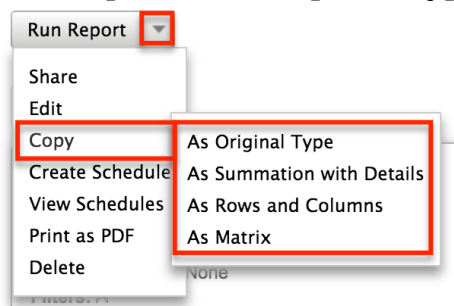 Run Report
Share
Edit
Copy
As Original Type
Create Schedule
As Summation with Details
View Schedules
As Rows and Columns
Print as PDF
As Matrix
Delete
None